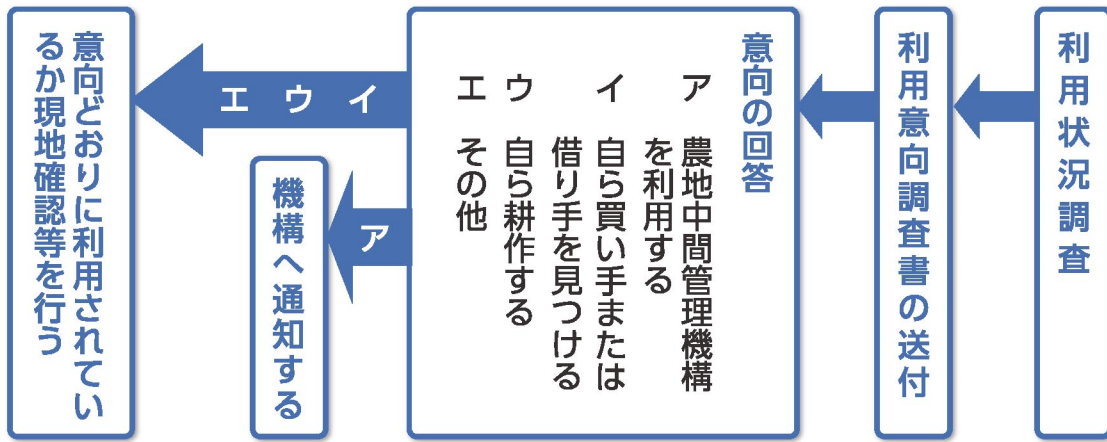 利用状況調査
利用意向調査書の送付
意向の回答
ア　農地中間管理機構
を利用する
イ　自ら買い手または
借り手を見つける
ウ　自ら耕作する
エ　その他
ア
機構へ通知する
イ　ウ　エ
意向どおりに利用されてい
るか現地確認等を行う